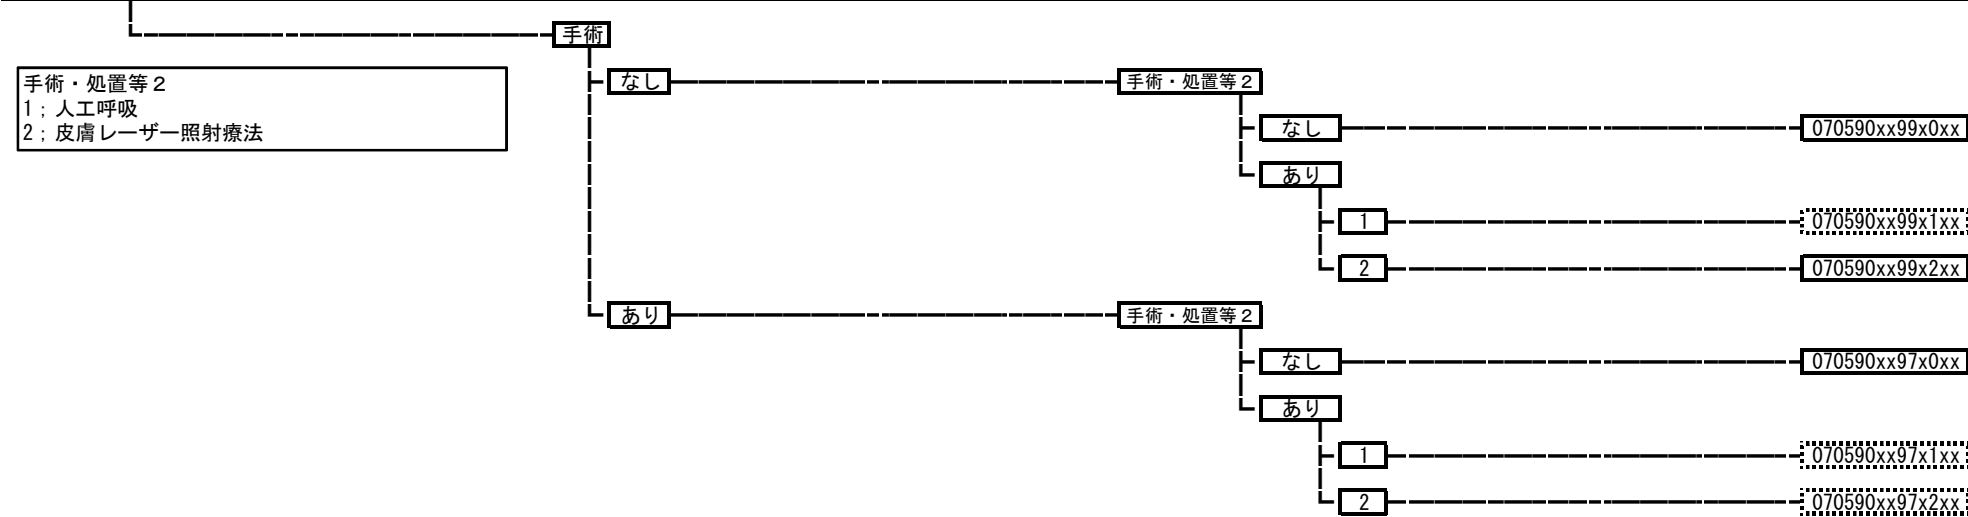 手術
手術・処置等２
1；人工呼吸
2；皮膚レーザー照射療法
なし
手術・処置等２
なし
070590xx99x0xx
あり
1
070590xx99x1xx
2
070590xx99x2xx
あり
手術・処置等２
なし
070590xx97x0xx
あり
1
070590xx97x1xx
2
070590xx97x2xx